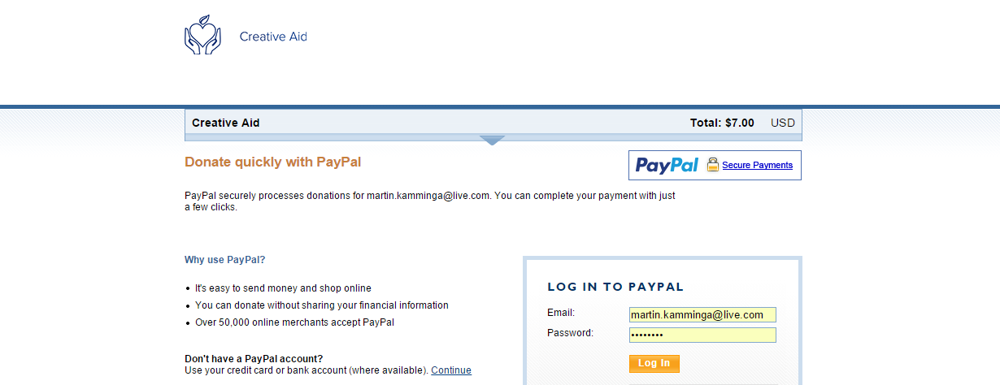 Creative Aid
Creative Aid
Total: $7.00 USD
Donate quickly with PayPal
PayPal Secure Payments
PayPal securely processes donations for martin.kamminga@live.com. You can complete your payment with just
a few clicks.
Why use PayPal?
• It's easy to send money and shop online
• You can donate without sharing your financial information
• Over 50,000 online merchants accept PayPal
Don't have a PayPal account?
Use your credit card or bank account (where available). Continue
LOG IN TO PAYPAL
Email: martin.kamminga@live.com
Password: ••••••••
Log In